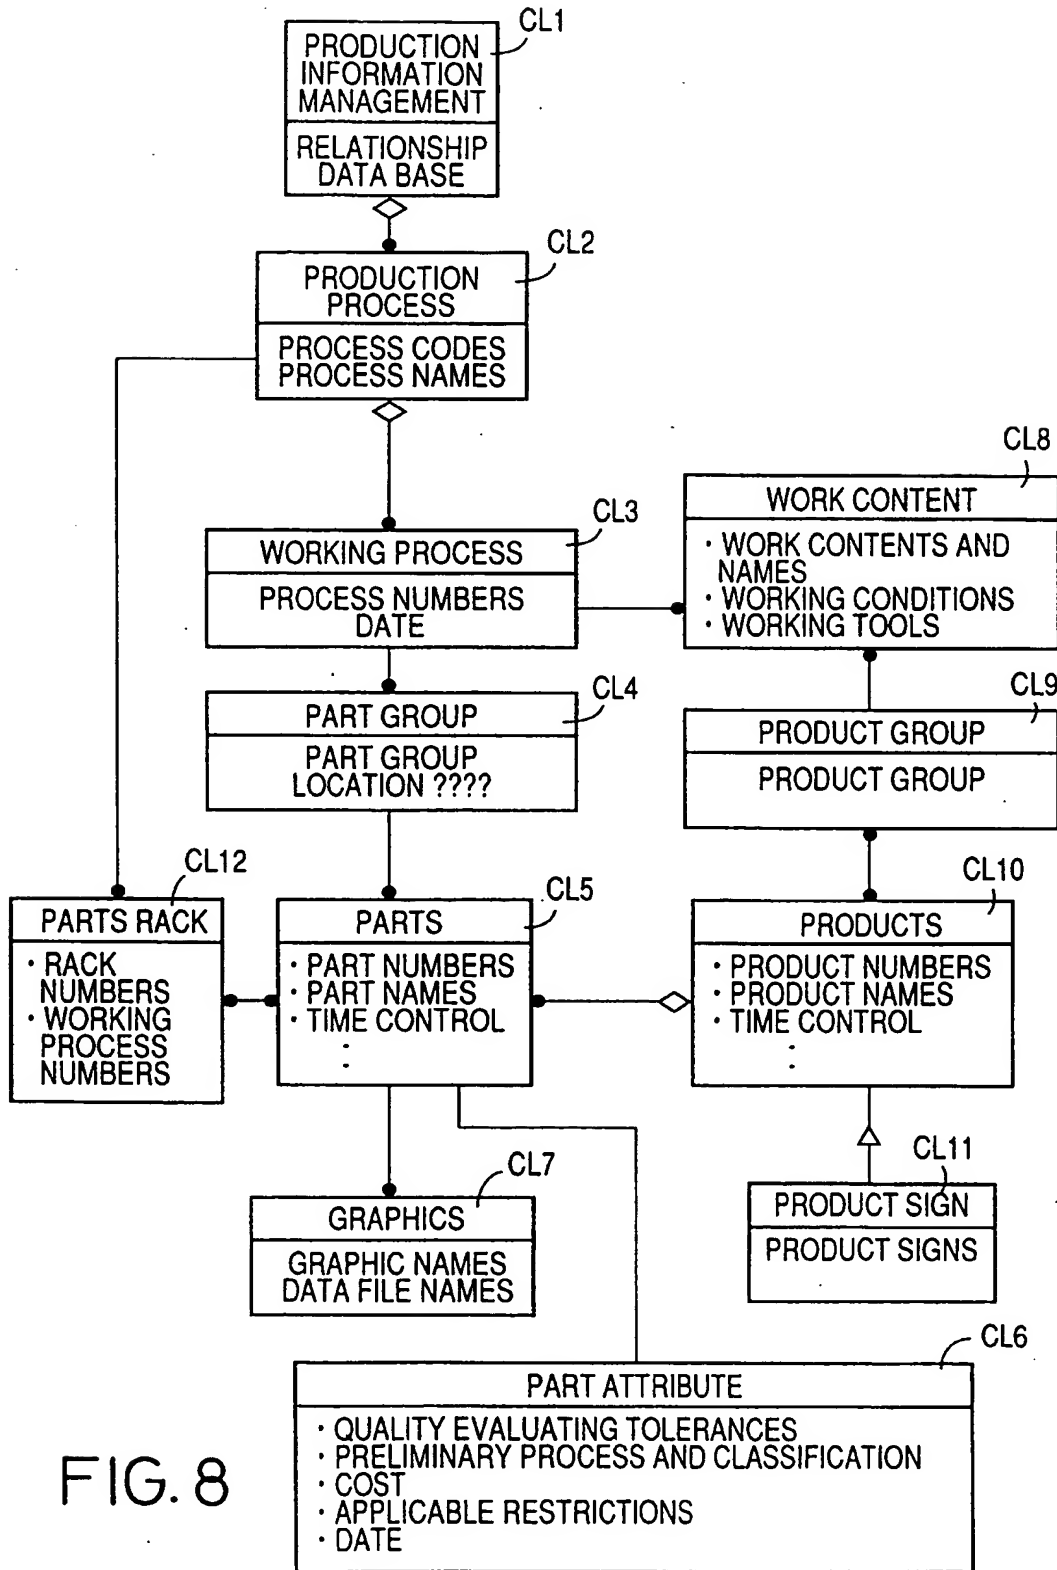 CL1
PRODUCTION
INFORMATION
MANAGEMENT
RELATIONSHIP
DATA BASE
CL2
PRODUCTION
PROCESS
PROCESS CODES
PROCESS NAMES
CL3
WORKING PROCESS
PROCESS NUMBERS
DATE
CL8
WORK CONTENT
· WORK CONTENTS AND
NAMES
· WORKING CONDITIONS
· WORKING TOOLS
CL4
PART GROUP
PART GROUP
LOCATION ????
CL9
PRODUCT GROUP
PRODUCT GROUP
CL12
PARTS RACK
· RACK
NUMBERS
· WORKING
PROCESS
NUMBERS
CL5
PARTS
· PART NUMBERS
· PART NAMES
· TIME CONTROL
·
·
CL10
PRODUCTS
· PRODUCT NUMBERS
· PRODUCT NAMES
· TIME CONTROL
·
·
CL7
GRAPHICS
GRAPHIC NAMES
DATA FILE NAMES
CL11
PRODUCT SIGN
PRODUCT SIGNS
CL6
PART ATTRIBUTE
· QUALITY EVALUATING TOLERANCES
· PRELIMINARY PROCESS AND CLASSIFICATION
· COST
· APPLICABLE RESTRICTIONS
· DATE
FIG. 8